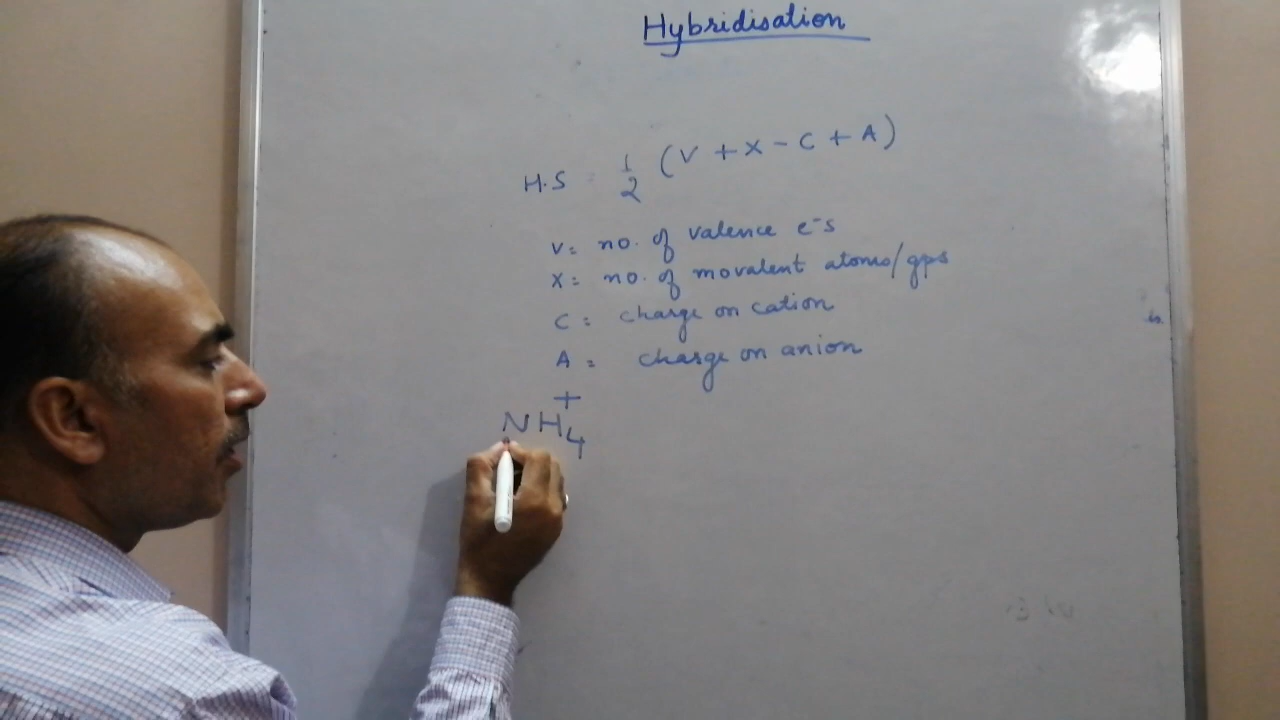 Hybridisation
H.S = 1/2 (V + X - C + A)
V= no. of valence e⁻s
X= no. of movalent atoms/gps
C= charge on cation
A= charge on anion
NH₄⁺